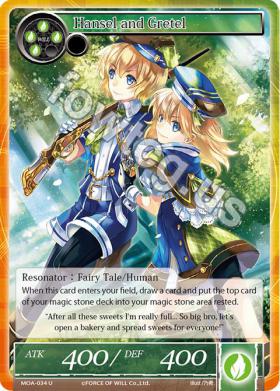 Hansel and Gretel
WILL
fowtcg.us
Resonator : Fairy Tale/Human
When this card enters your field, draw a card and put the top card
of your magic stone deck into your magic stone area rested.
"After all these sweets I'm really full... So big bro, let's
open a bakery and spread sweets for everyone!"
ATK 400/ DEF 400
MOA-034 U ©FORCE OF WILL Co.,Ltd.